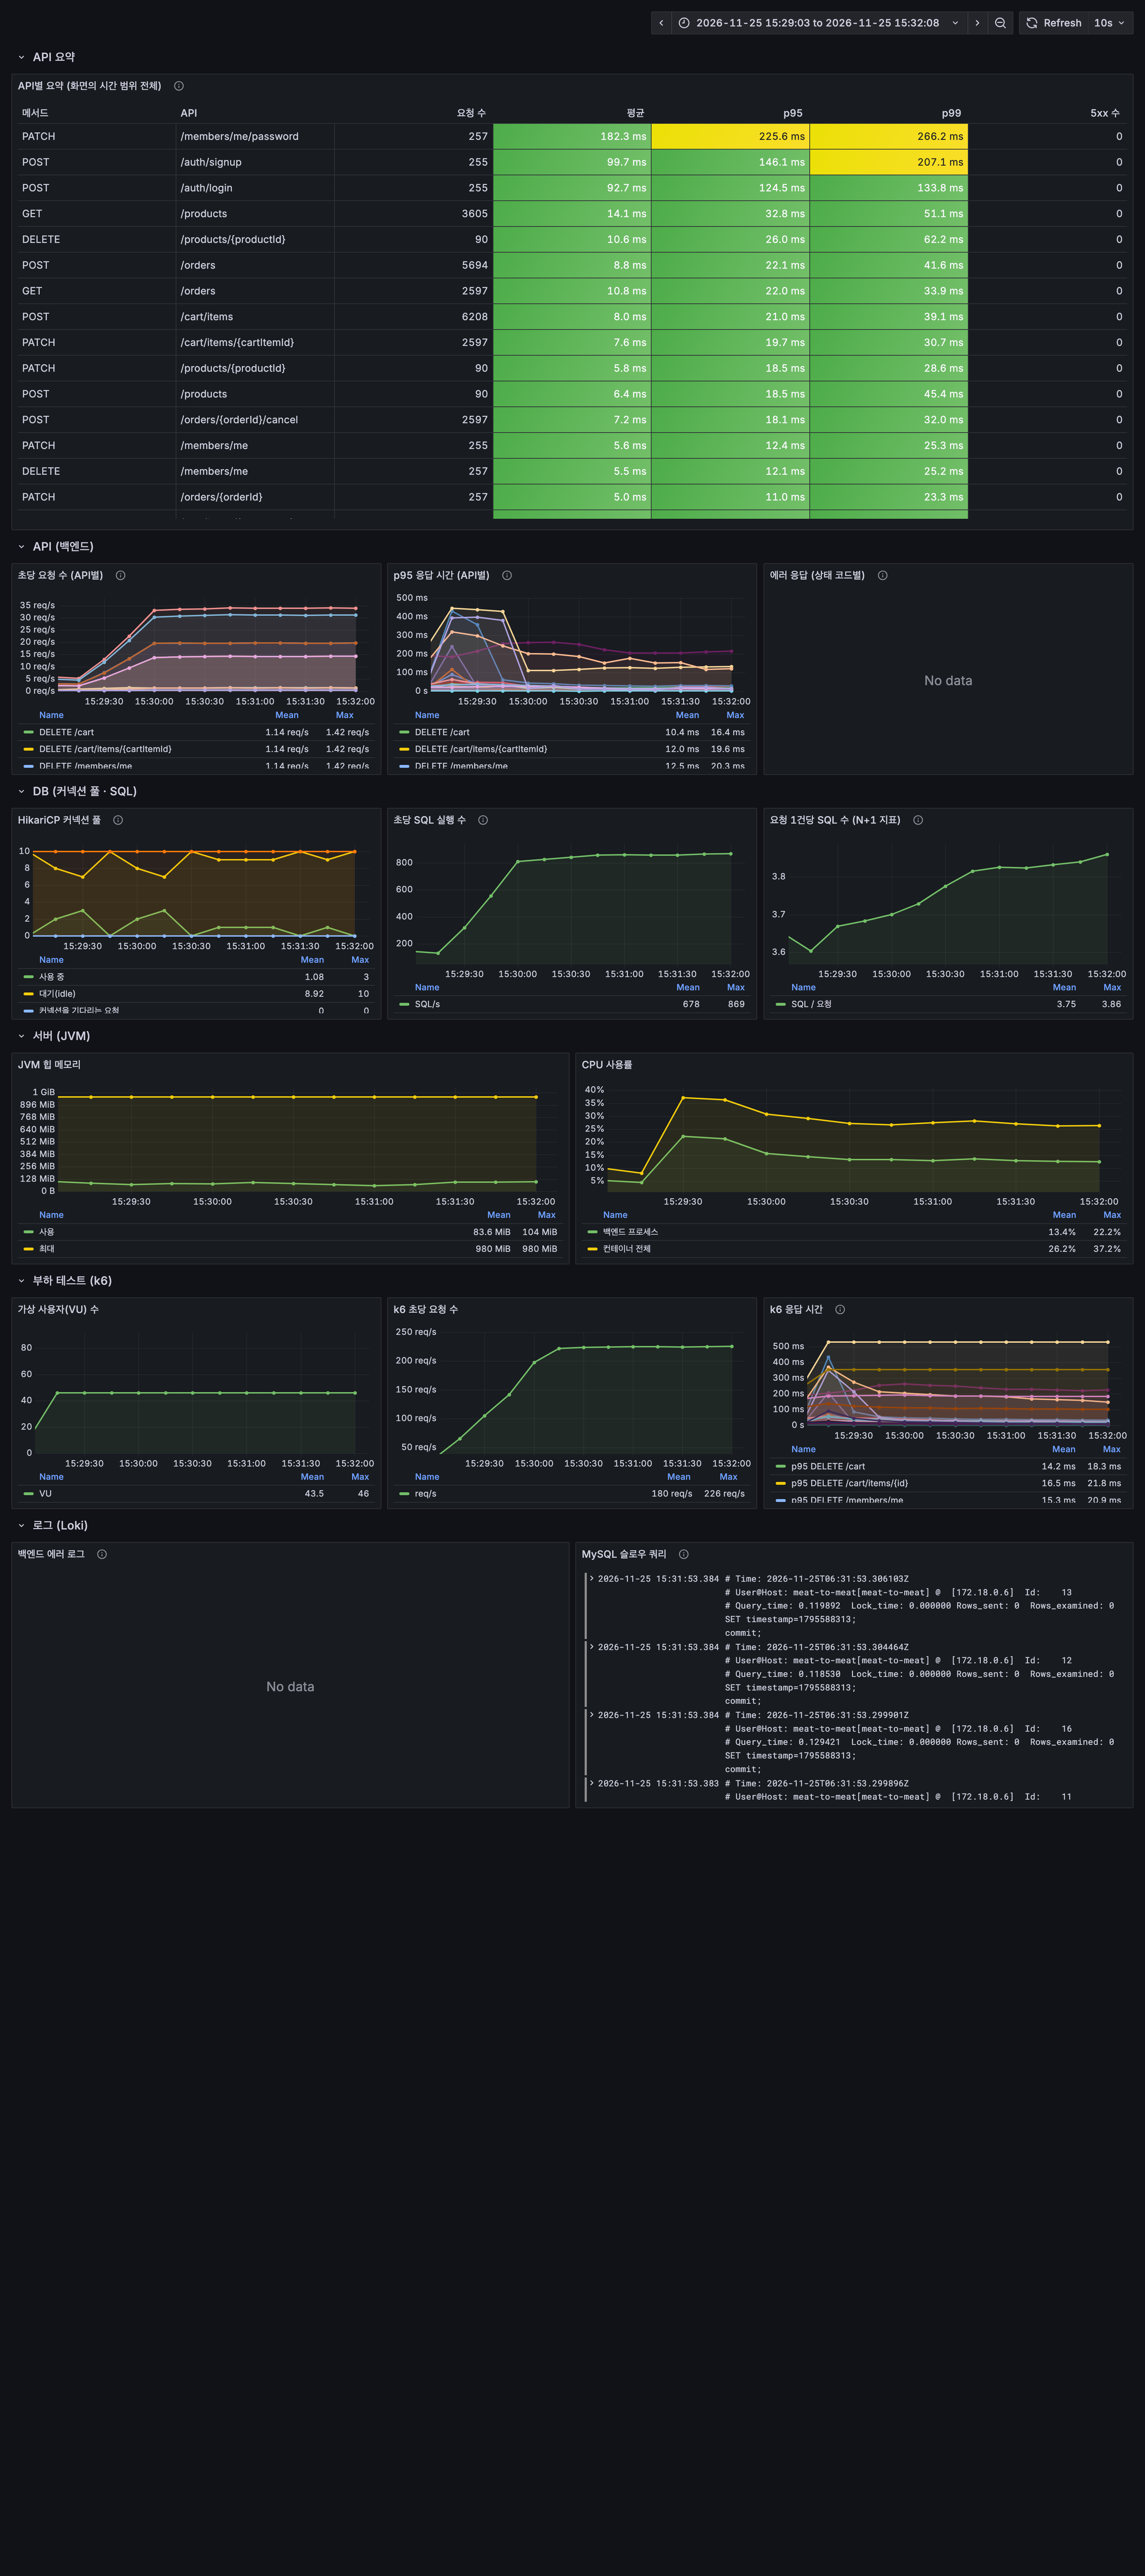 2026-11-25 15:29:03 to 2026-11-25 15:32:08 Refresh 10s
API 요약
API별 요약 (화면의 시간 범위 전체)
메서드 API 요청 수 평균 p95 p99 5xx 수
PATCH /members/me/password 257 182.3 ms 225.6 ms 266.2 ms 0
POST /auth/signup 255 99.7 ms 146.1 ms 207.1 ms 0
POST /auth/login 255 92.7 ms 124.5 ms 133.8 ms 0
GET /products 3605 14.1 ms 32.8 ms 51.1 ms 0
DELETE /products/{productId} 90 10.6 ms 26.0 ms 62.2 ms 0
POST /orders 5694 8.8 ms 22.1 ms 41.6 ms 0
GET /orders 2597 10.8 ms 22.0 ms 33.9 ms 0
POST /cart/items 6208 8.0 ms 21.0 ms 39.1 ms 0
PATCH /cart/items/{cartItemId} 2597 7.6 ms 19.7 ms 30.7 ms 0
PATCH /products/{productId} 90 5.8 ms 18.5 ms 28.6 ms 0
POST /products 90 6.4 ms 18.5 ms 45.4 ms 0
POST /orders/{orderId}/cancel 2597 7.2 ms 18.1 ms 32.0 ms 0
PATCH /members/me 255 5.6 ms 12.4 ms 25.3 ms 0
DELETE /members/me 257 5.5 ms 12.1 ms 25.2 ms 0
PATCH /orders/{orderId} 257 5.0 ms 11.0 ms 23.3 ms 0
API (백엔드)
초당 요청 수 (API별)
35 req/s
30 req/s
25 req/s
20 req/s
15 req/s
10 req/s
5 req/s
0 req/s
15:29:30 15:30:00 15:30:30 15:31:00 15:31:30 15:32:00
Name Mean Max
DELETE /cart 1.14 req/s 1.42 req/s
DELETE /cart/items/{cartItemId} 1.14 req/s 1.42 req/s
DELETE /members/me 1.14 req/s 1.42 req/s
p95 응답 시간 (API별)
500 ms
400 ms
300 ms
200 ms
100 ms
0 s
15:29:30 15:30:00 15:30:30 15:31:00 15:31:30 15:32:00
Name Mean Max
DELETE /cart 10.4 ms 16.4 ms
DELETE /cart/items/{cartItemId} 12.0 ms 19.6 ms
DELETE /members/me 12.5 ms 20.3 ms
에러 응답 (상태 코드별)
No data
DB (커넥션 풀 · SQL)
HikariCP 커넥션 풀
10
8
6
4
2
0
15:29:30 15:30:00 15:30:30 15:31:00 15:31:30 15:32:00
Name Mean Max
사용 중 1.08 3
대기(idle) 8.92 10
커넥션을 기다리는 요청 0 0
초당 SQL 실행 수
800
600
400
200
15:29:30 15:30:00 15:30:30 15:31:00 15:31:30 15:32:00
Name Mean Max
SQL/s 678 869
요청 1건당 SQL 수 (N+1 지표)
3.8
3.7
3.6
15:29:30 15:30:00 15:30:30 15:31:00 15:31:30 15:32:00
Name Mean Max
SQL / 요청 3.75 3.86
서버 (JVM)
JVM 힙 메모리
1 GiB
896 MiB
768 MiB
640 MiB
512 MiB
384 MiB
256 MiB
128 MiB
0 B
15:29:30 15:30:00 15:30:30 15:31:00 15:31:30 15:32:00
Name Mean Max
사용 83.6 MiB 104 MiB
최대 980 MiB 980 MiB
CPU 사용률
40%
35%
30%
25%
20%
15%
10%
5%
15:29:30 15:30:00 15:30:30 15:31:00 15:31:30 15:32:00
Name Mean Max
백엔드 프로세스 13.4% 22.2%
컨테이너 전체 26.2% 37.2%
부하 테스트 (k6)
가상 사용자(VU) 수
80
60
40
20
0
15:29:30 15:30:00 15:30:30 15:31:00 15:31:30 15:32:00
Name Mean Max
VU 43.5 46
k6 초당 요청 수
250 req/s
200 req/s
150 req/s
100 req/s
50 req/s
15:29:30 15:30:00 15:30:30 15:31:00 15:31:30 15:32:00
Name Mean Max
req/s 180 req/s 226 req/s
k6 응답 시간
500 ms
400 ms
300 ms
200 ms
100 ms
0 s
15:29:30 15:30:00 15:30:30 15:31:00 15:31:30 15:32:00
Name Mean Max
p95 DELETE /cart 14.2 ms 18.3 ms
p95 DELETE /cart/items/{id} 16.5 ms 21.8 ms
p95 DELETE /members/me 15.3 ms 20.9 ms
로그 (Loki)
백엔드 에러 로그
No data
MySQL 슬로우 쿼리
2026-11-25 15:31:53.384 # Time: 2026-11-25T06:31:53.306103Z
# User@Host: meat-to-meat[meat-to-meat] @ [172.18.0.6] Id: 13
# Query_time: 0.119892 Lock_time: 0.000000 Rows_sent: 0 Rows_examined: 0
SET timestamp=1795588313;
commit;
2026-11-25 15:31:53.384 # Time: 2026-11-25T06:31:53.304464Z
# User@Host: meat-to-meat[meat-to-meat] @ [172.18.0.6] Id: 12
# Query_time: 0.118530 Lock_time: 0.000000 Rows_sent: 0 Rows_examined: 0
SET timestamp=1795588313;
commit;
2026-11-25 15:31:53.384 # Time: 2026-11-25T06:31:53.299901Z
# User@Host: meat-to-meat[meat-to-meat] @ [172.18.0.6] Id: 16
# Query_time: 0.129421 Lock_time: 0.000000 Rows_sent: 0 Rows_examined: 0
SET timestamp=1795588313;
commit;
2026-11-25 15:31:53.383 # Time: 2026-11-25T06:31:53.299896Z
# User@Host: meat-to-meat[meat-to-meat] @ [172.18.0.6] Id: 11